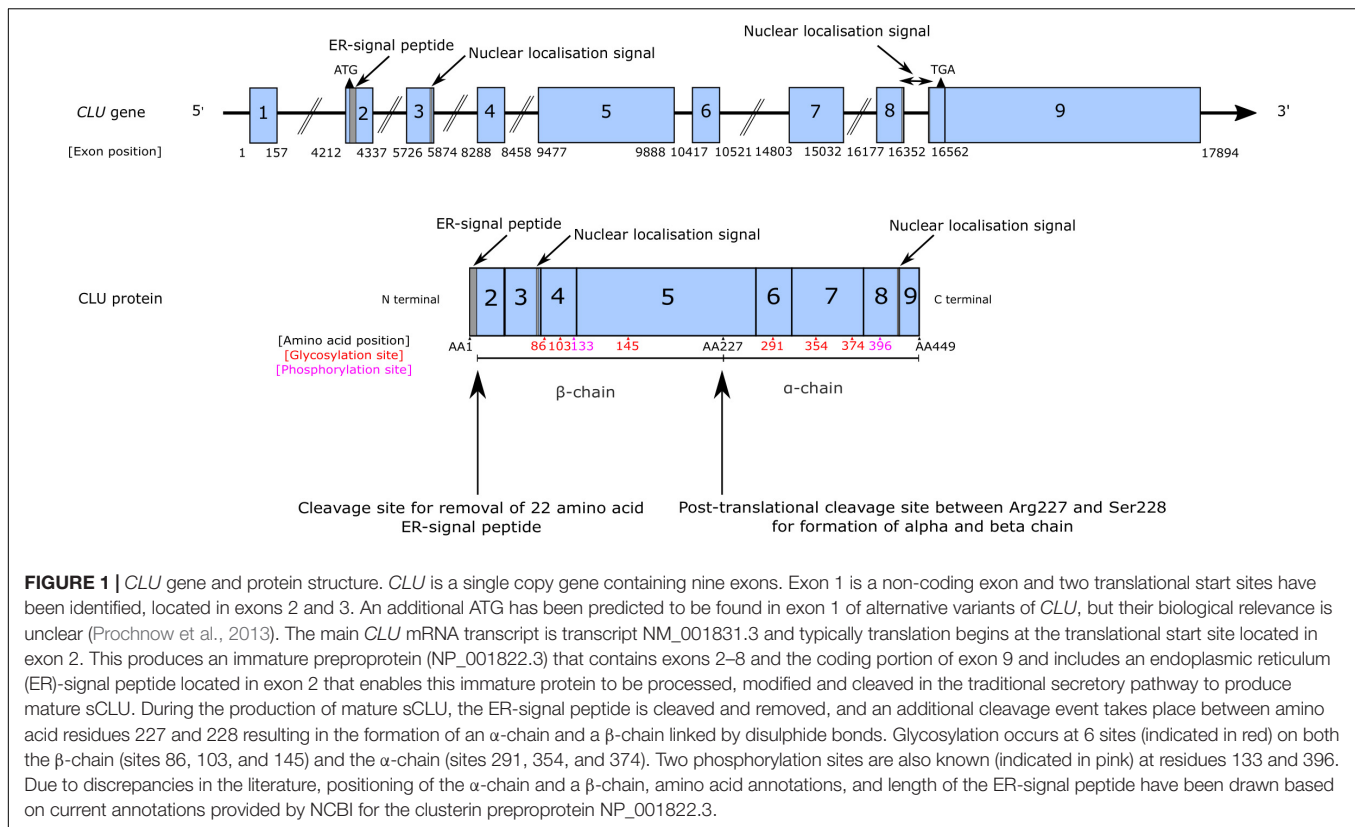 Nuclear localisation signal
ER-signal peptide
Nuclear localisation signal
ATG
TGA
CLU gene
5'
1
2
3
4
5
6
7
8
9
3'
[Exon position]
1
157
4212
4337
5726
5874
8288
8458
9477
9888
10417
10521
14803
15032
16177
16352
16562
17894
ER-signal peptide
Nuclear localisation signal
Nuclear localisation signal
CLU protein
N terminal
2
3
4
5
6
7
8
9
C terminal
[Amino acid position]
[Glycosylation site]
[Phosphorylation site]
AA1
86
103
133
145
AA227
291
354
374
396
AA449
β-chain
α-chain
Cleavage site for removal of 22 amino acid
ER-signal peptide
Post-translational cleavage site between Arg227 and Ser228
for formation of alpha and beta chain
FIGURE 1 | CLU gene and protein structure. CLU is a single copy gene containing nine exons. Exon 1 is a non-coding exon and two translational start sites have
been identified, located in exons 2 and 3. An additional ATG has been predicted to be found in exon 1 of alternative variants of CLU, but their biological relevance is
unclear (Prochnow et al., 2013). The main CLU mRNA transcript is transcript NM_001831.3 and typically translation begins at the translational start site located in
exon 2. This produces an immature preproprotein (NP_001822.3) that contains exons 2–8 and the coding portion of exon 9 and includes an endoplasmic reticulum
(ER)-signal peptide located in exon 2 that enables this immature protein to be processed, modified and cleaved in the traditional secretory pathway to produce
mature sCLU. During the production of mature sCLU, the ER-signal peptide is cleaved and removed, and an additional cleavage event takes place between amino
acid residues 227 and 228 resulting in the formation of an α-chain and a β-chain linked by disulphide bonds. Glycosylation occurs at 6 sites (indicated in red) on both
the β-chain (sites 86, 103, and 145) and the α-chain (sites 291, 354, and 374). Two phosphorylation sites are also known (indicated in pink) at residues 133 and 396.
Due to discrepancies in the literature, positioning of the α-chain and a β-chain, amino acid annotations, and length of the ER-signal peptide have been drawn based
on current annotations provided by NCBI for the clusterin preproprotein NP_001822.3.